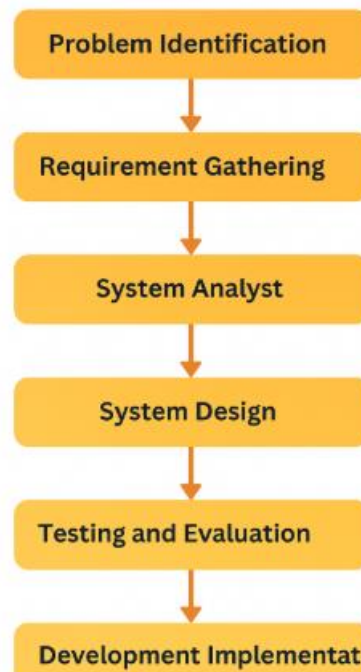 Problem Identification
Requirement Gathering
System Analyst
System Design
Testing and Evaluation
Development Implementat